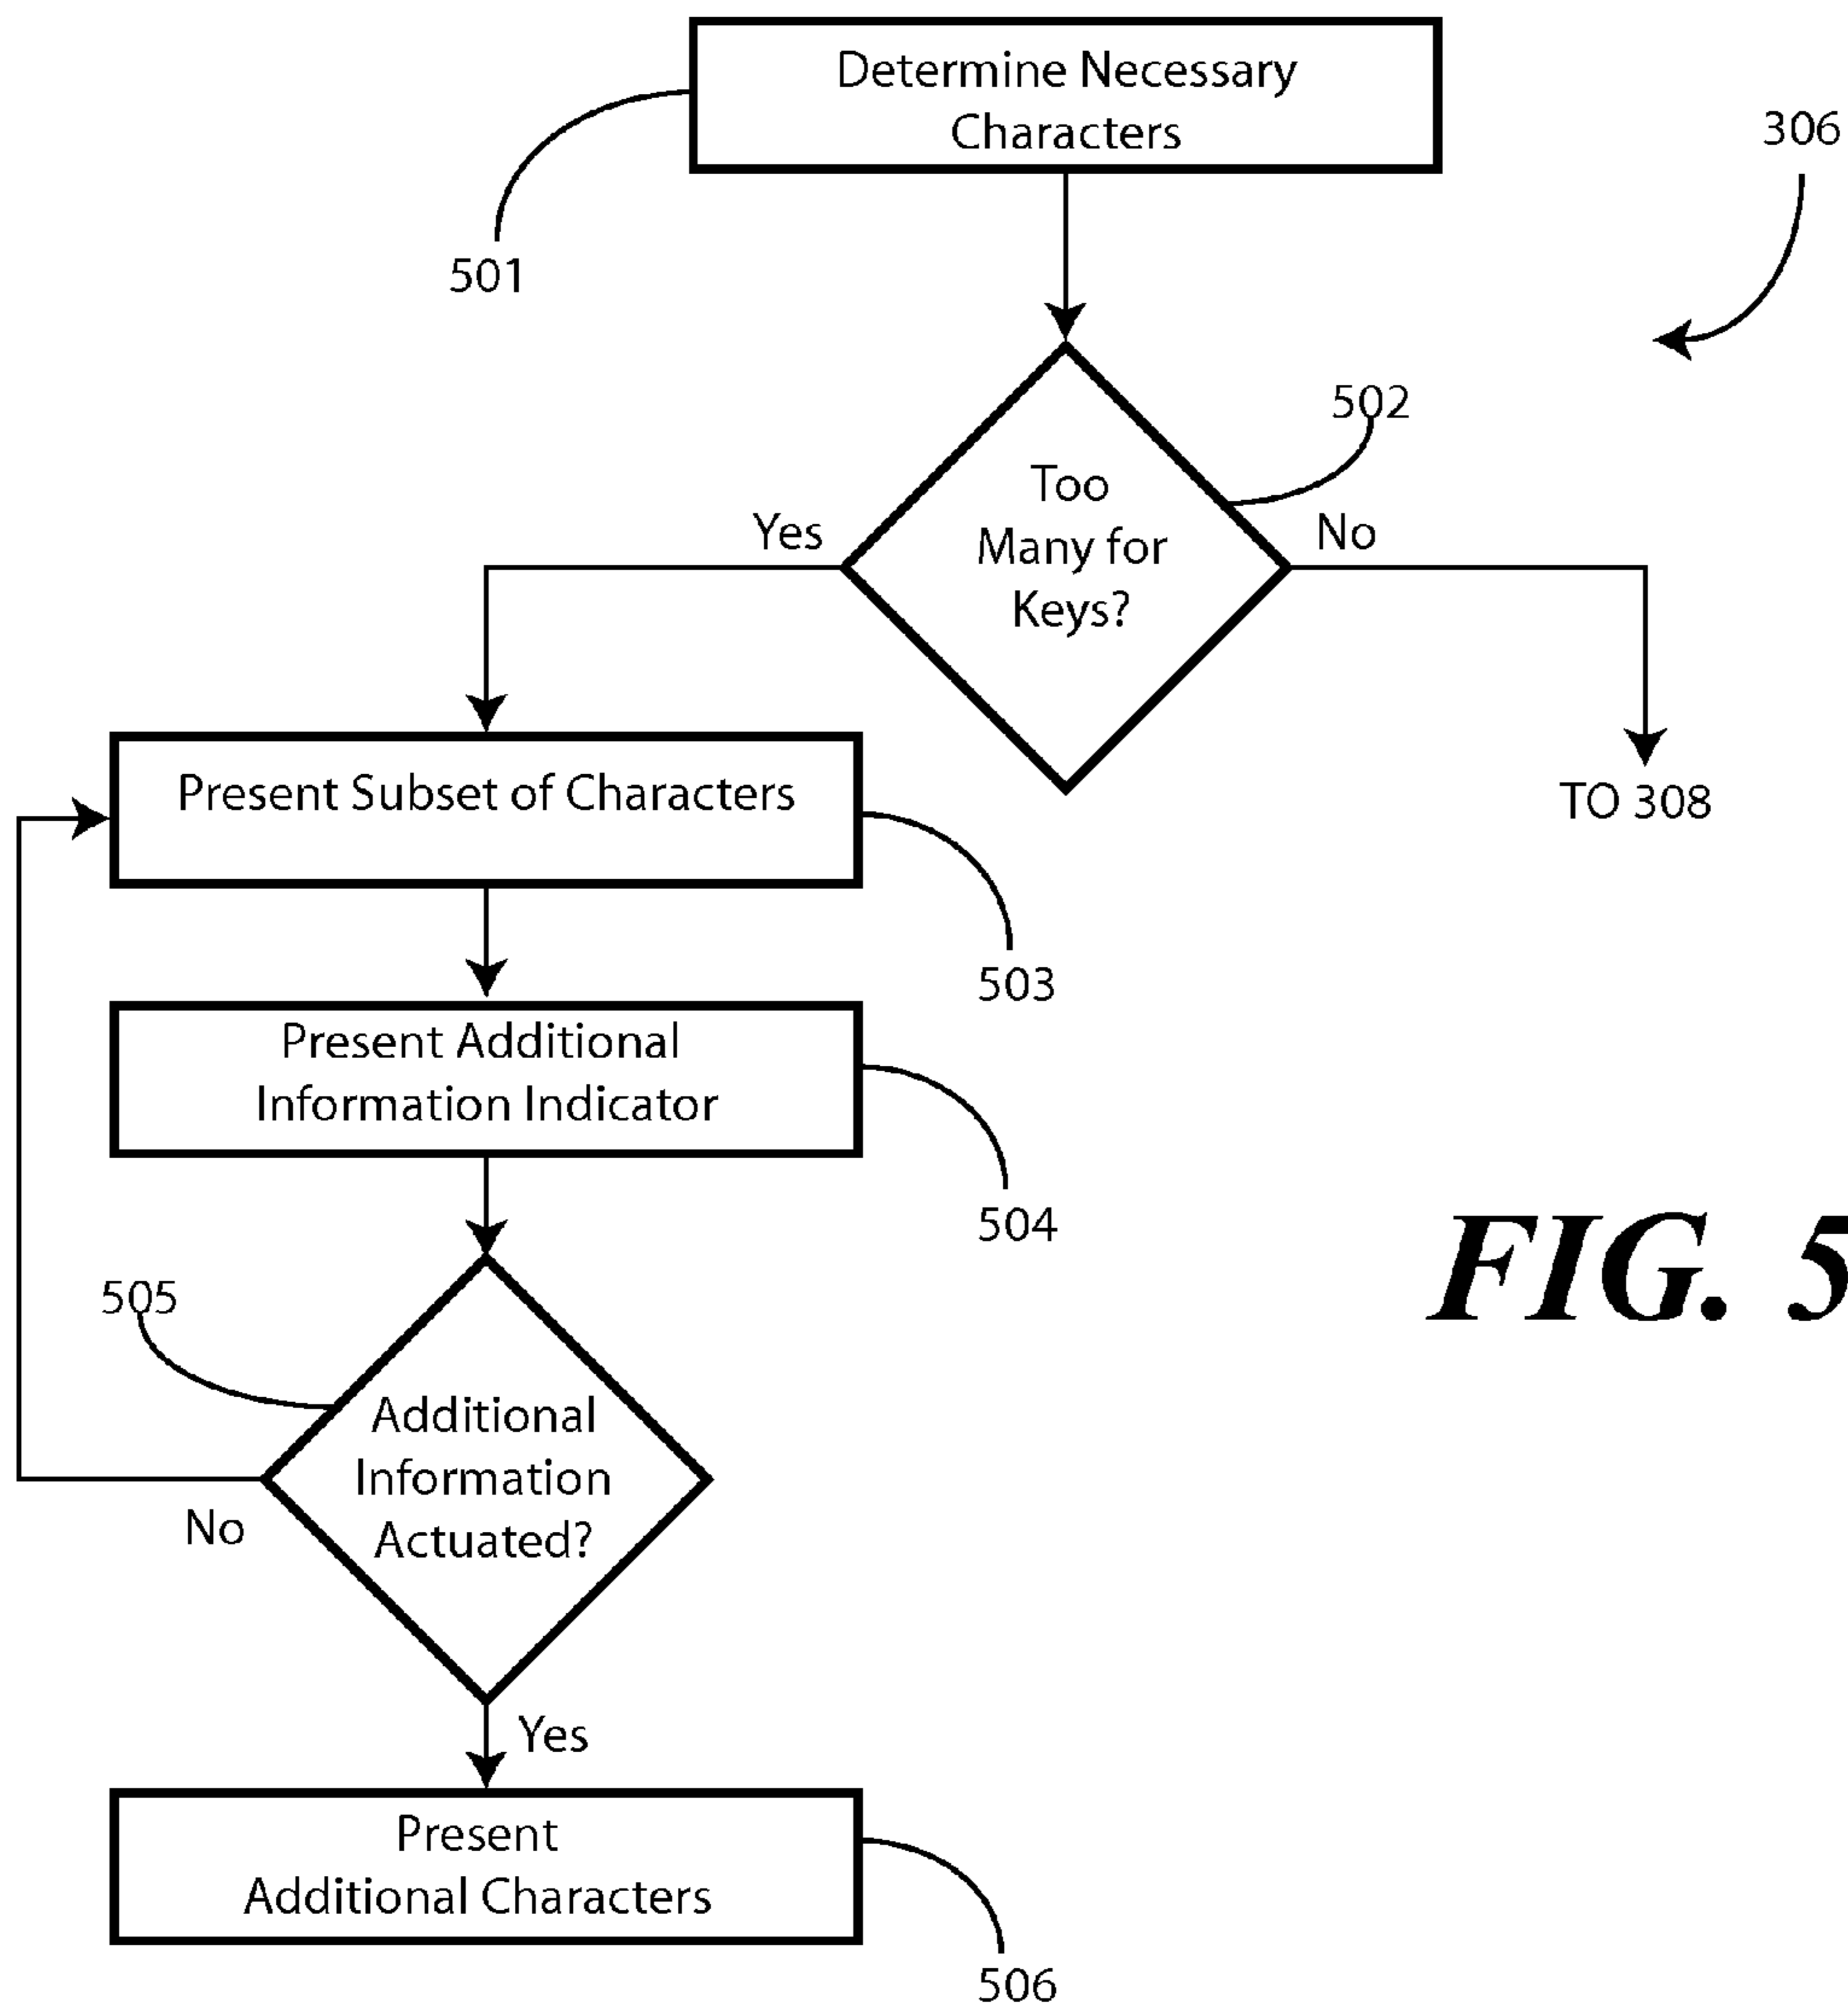 Determine Necessary
Characters
306
501
502
Too
Many for
Keys?
Yes
No
Present Subset of Characters
TO 308
503
Present Additional
Information Indicator
504
FIG. 5
505
Additional
Information
Actuated?
No
Yes
Present
Additional Characters
506